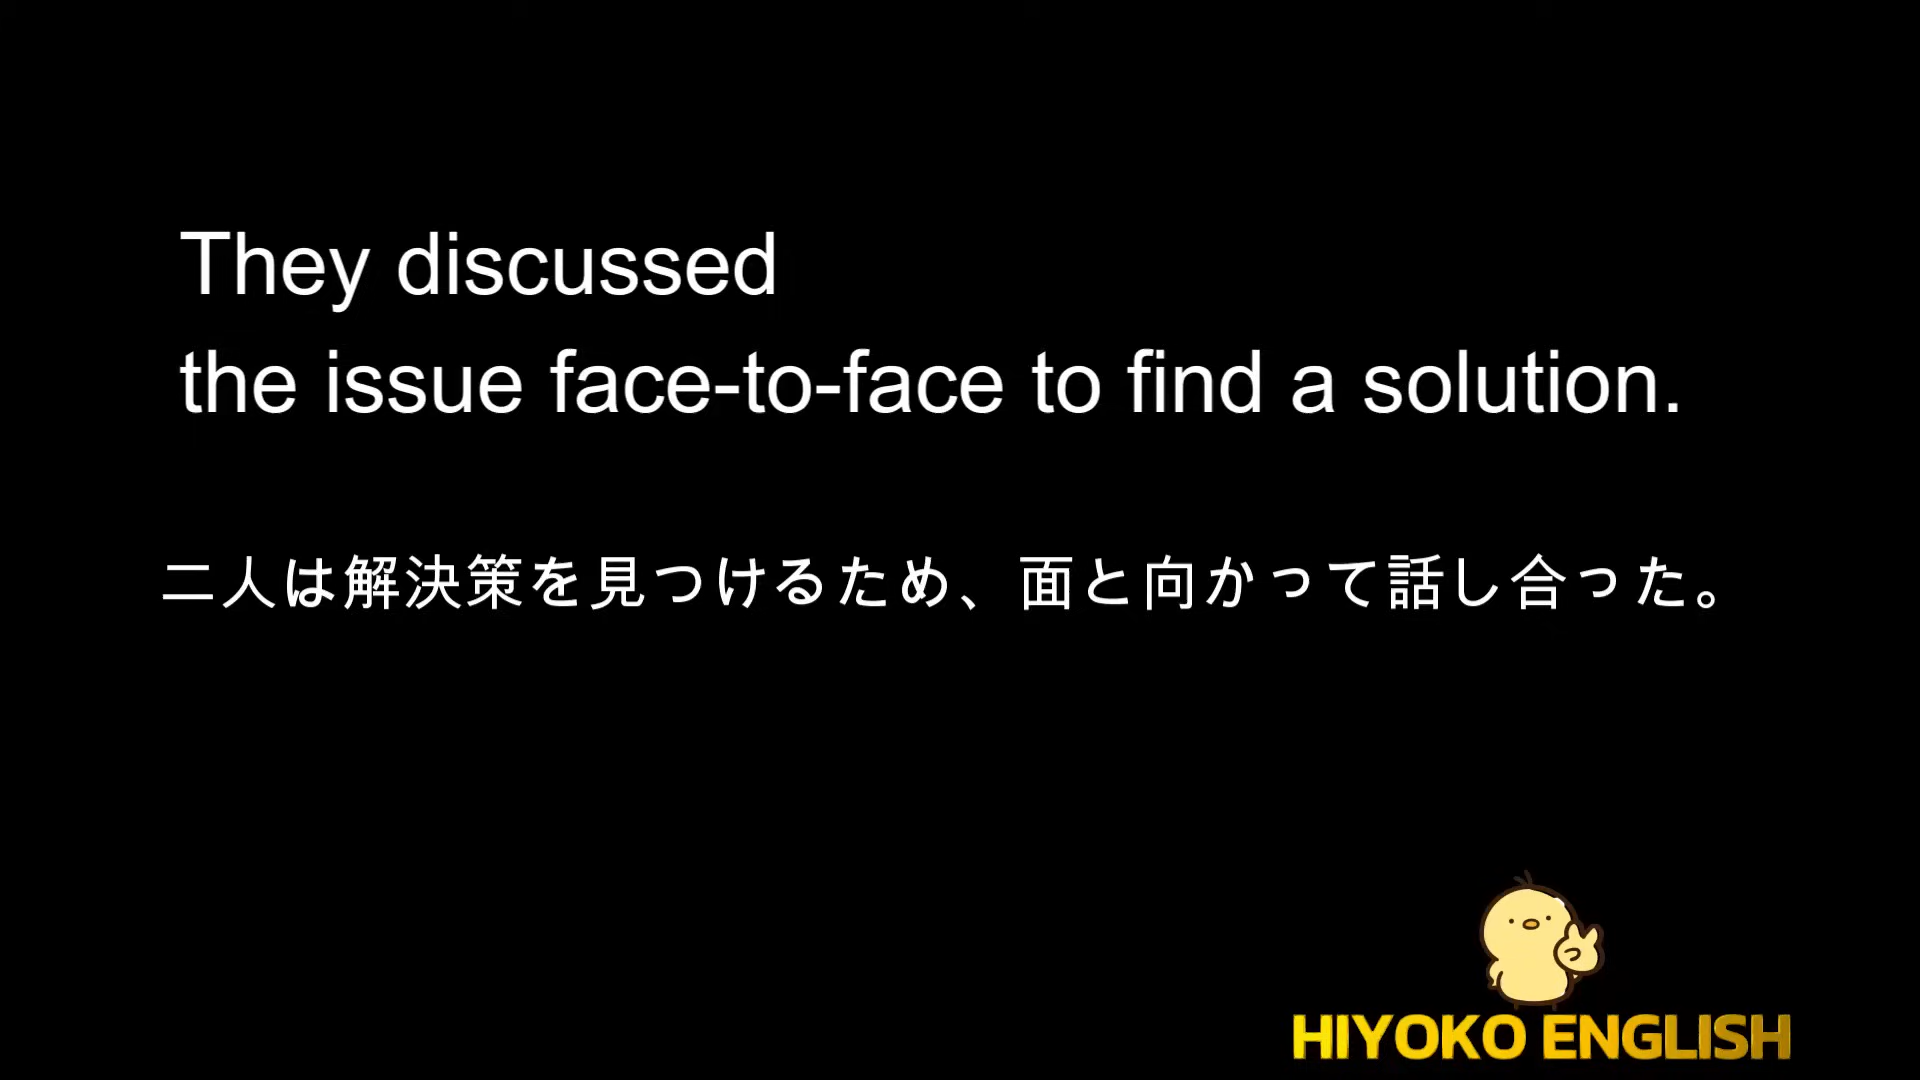 They discussed
the issue face-to-face to find a solution.
二人は解決策を見つけるため、面と向かって話し合った。
HIYOKO ENGLISH